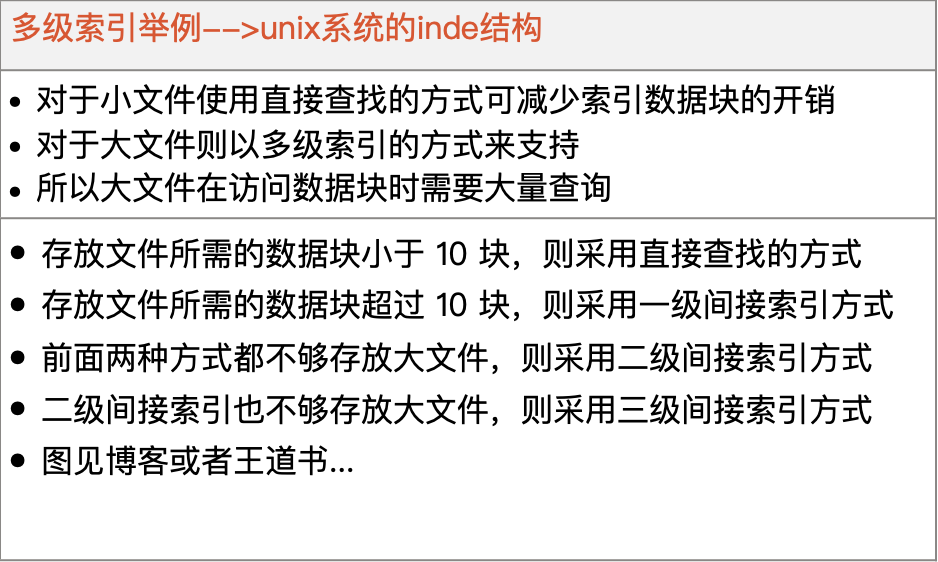 多级索引举例-->unix系统的inde结构
• 对于小文件使用直接查找的方式可减少索引数据块的开销
• 对于大文件则以多级索引的方式来支持
• 所以大文件在访问数据块时需要大量查询
• 存放文件所需的数据块小于 10 块，则采用直接查找的方式
• 存放文件所需的数据块超过 10 块，则采用一级间接索引方式
• 前面两种方式都不够存放大文件，则采用二级间接索引方式
• 二级间接索引也不够存放大文件，则采用三级间接索引方式
• 图见博客或者王道书...